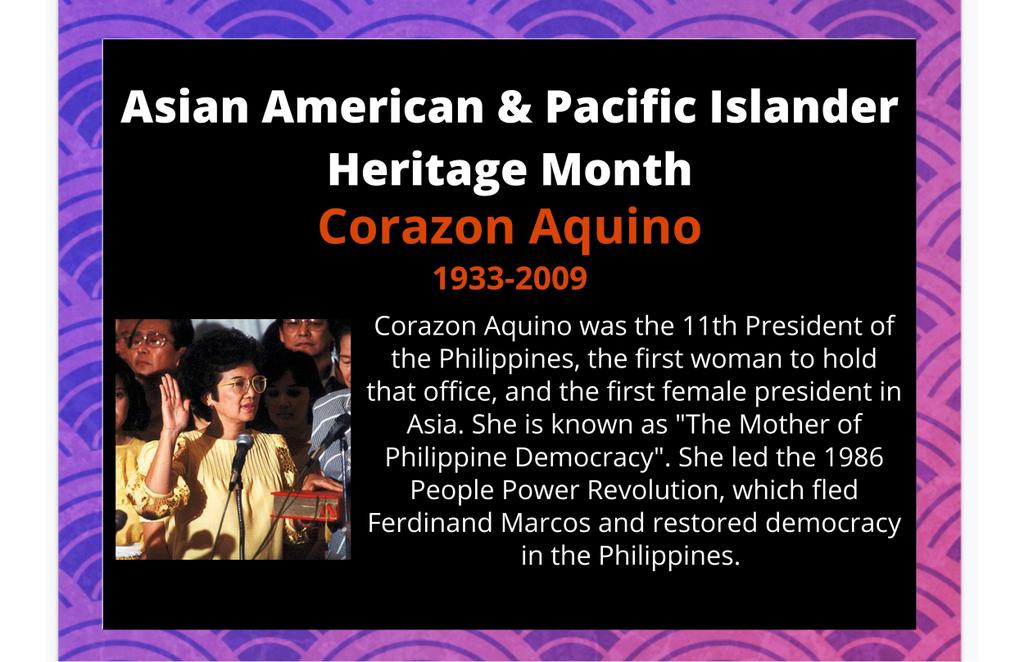 Asian American & Pacific Islander
Heritage Month
Corazon Aquino
1933-2009
Corazon Aquino was the 11th President of
the Philippines, the first woman to hold
that office, and the first female president in
Asia. She is known as "The Mother of
Philippine Democracy". She led the 1986
People Power Revolution, which fled
Ferdinand Marcos and restored democracy
in the Philippines.